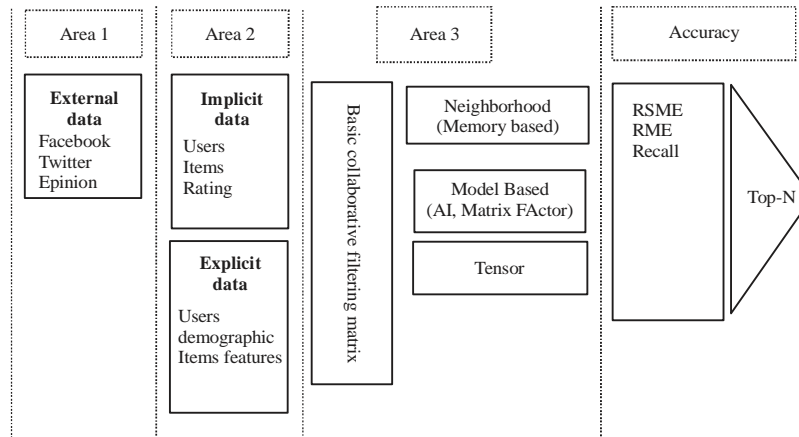 Area 1
Area 2
Area 3
Accuracy
External
data
Facebook
Twitter
Epinion
Implicit
data
Users
Items
Rating
Explicit
data
Users
demographic
Items features
Basic collaborative filtering matrix
Neighborhood
(Memory based)
Model Based
(AI, Matrix FActor)
Tensor
RSME
RME
Recall
Top-N